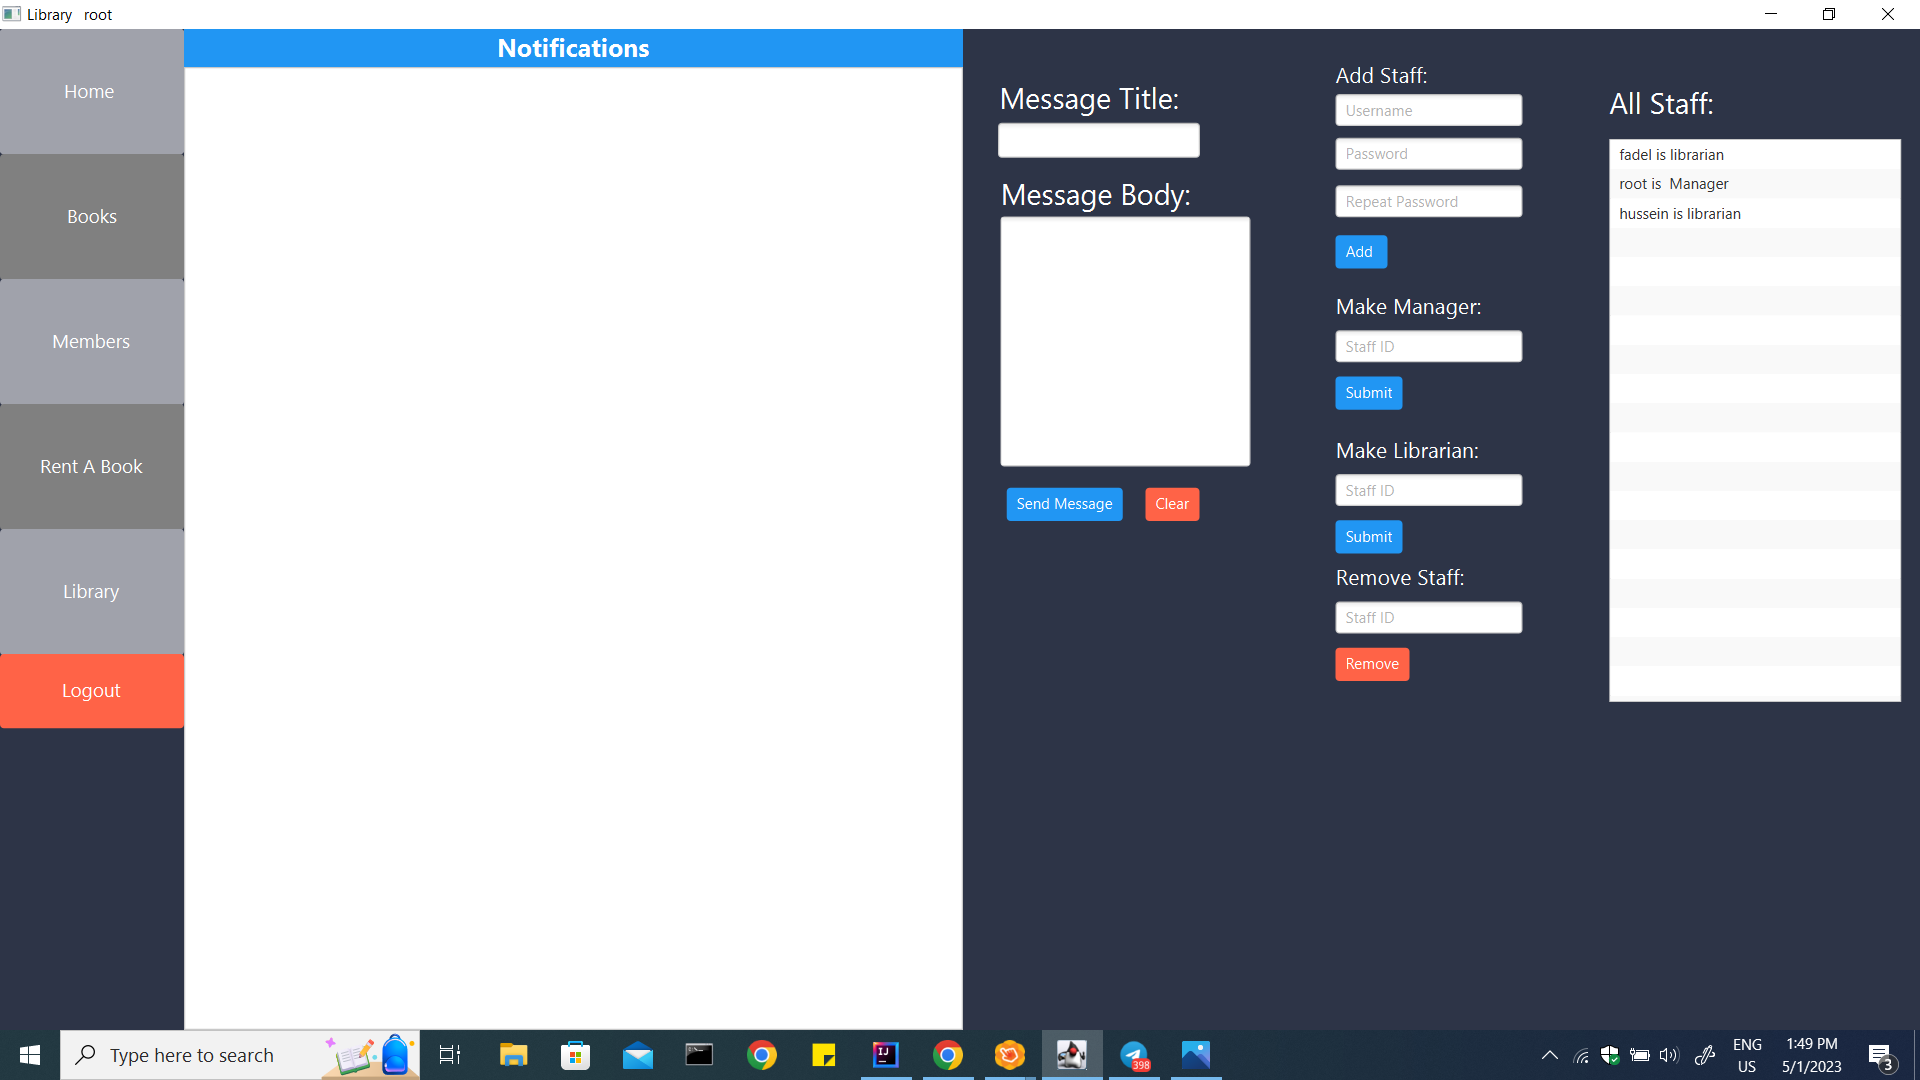 Library root
Home
Books
Members
Rent A Book
Library
Logout
Notifications
Message Title:
Message Body:
Send Message
Clear
Add Staff:
Username
Password
Repeat Password
Add
Make Manager:
Staff ID
Submit
Make Librarian:
Staff ID
Submit
Remove Staff:
Staff ID
Remove
All Staff:
fadel is librarian
root is Manager
hussein is librarian
Type here to search
IJ
398
ENG
US
1:49 PM
5/1/2023
3